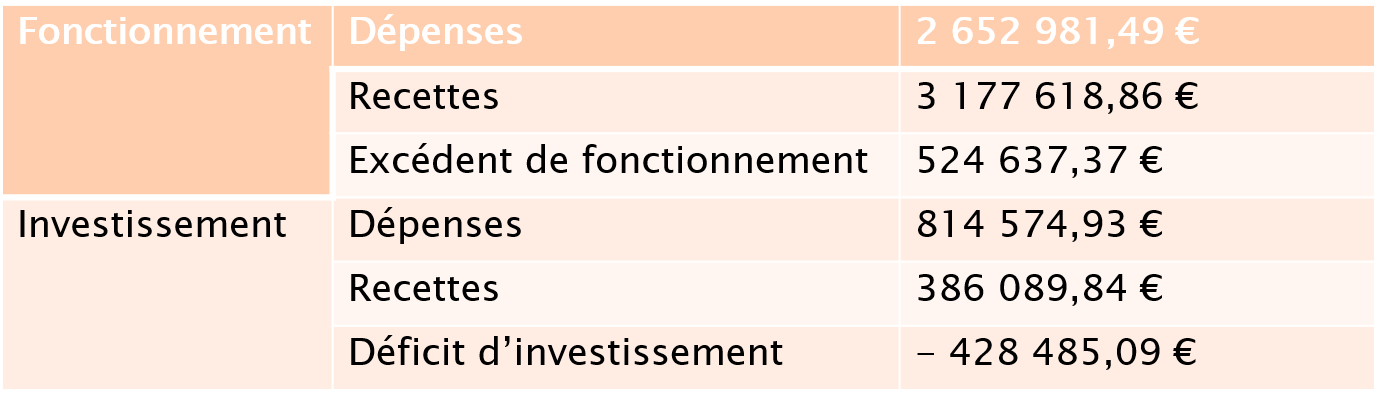 Fonctionnement Dépenses 2 652 981,49 €
Recettes 3 177 618,86 €
Excédent de fonctionnement 524 637,37 €
Investissement Dépenses 814 574,93 €
Recettes 386 089,84 €
Déficit d’investissement – 428 485,09 €